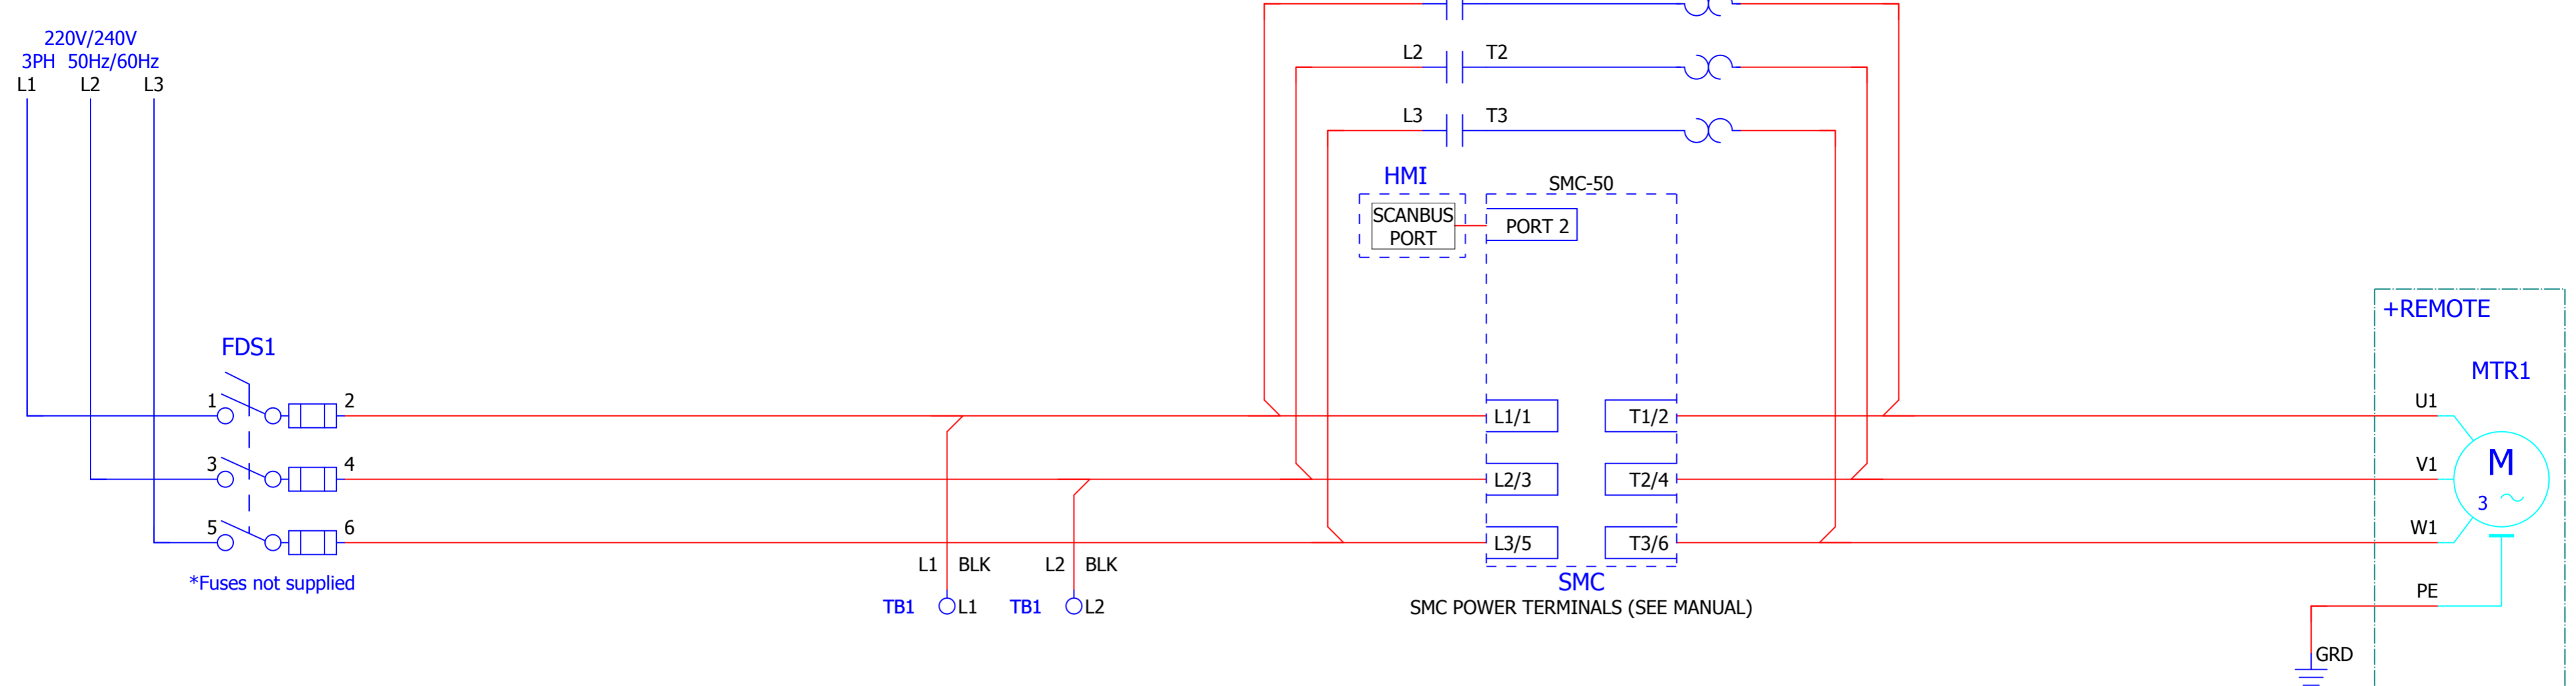 220V/240V
3PH 50Hz/60Hz
L1 L2 L3
L2 T2
L3 T3
HMI
SMC-50
SCANBUS
PORT
PORT 2
+REMOTE
FDS1
MTR1
1 2
L1/1 T1/2
U1
3 4
L2/3 T2/4
V1
M
3
5 6
L3/5 T3/6
W1
*Fuses not supplied
L1 BLK L2 BLK
SMC
TB1 L1 TB1 L2
SMC POWER TERMINALS (SEE MANUAL)
PE
GRD